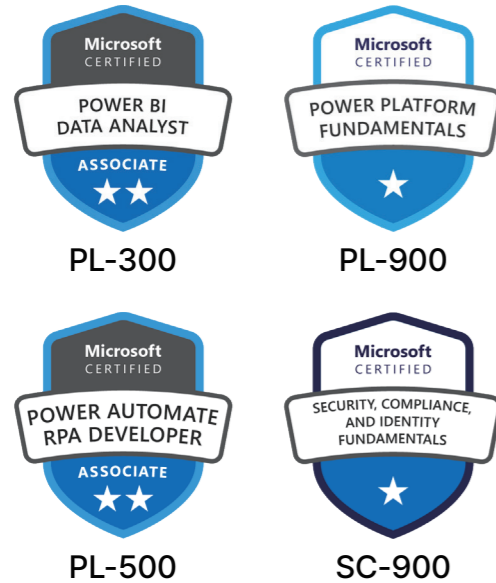 Microsoft
CERTIFIED
POWER BI
DATA ANALYST
ASSOCIATE
PL-300
Microsoft
CERTIFIED
POWER PLATFORM
FUNDAMENTALS
PL-900
Microsoft
CERTIFIED
POWER AUTOMATE
RPA DEVELOPER
ASSOCIATE
PL-500
Microsoft
CERTIFIED
SECURITY, COMPLIANCE,
AND IDENTITY
FUNDAMENTALS
SC-900